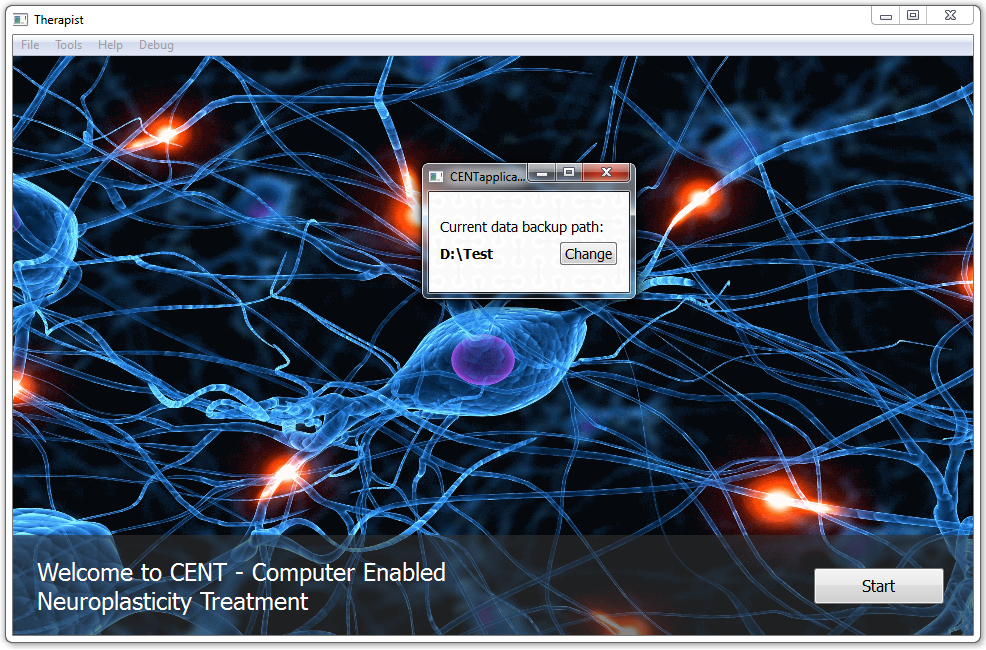 Therapist
File Tools Help Debug
CENTapplica...
Current data backup path:
D:\Test Change
Welcome to CENT - Computer Enabled
Neuroplasticity Treatment
Start